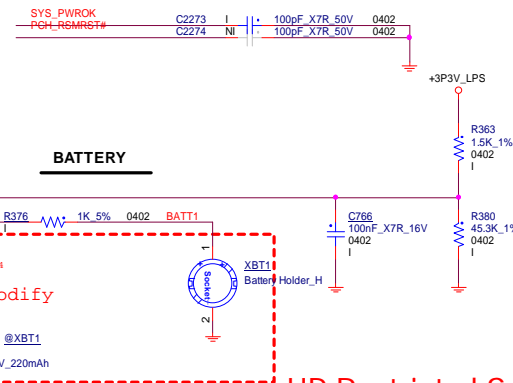 SYS_PWROK C2273 I 100pF_X7R_50V 0402
PCH_RSMRST# C2274 NI 100pF_X7R_50V 0402
+3P3V_LPS
R363
1.5K_1%
0402
I
BATTERY
R376 1K_5% 0402 BATT1
I
C766
100nF_X7R_16V
0402
I
R380
45.3K_1%
0402
I
1
XBT1
Socket
Battery Holder_H
2
odify
@XBT1
V_220mAh